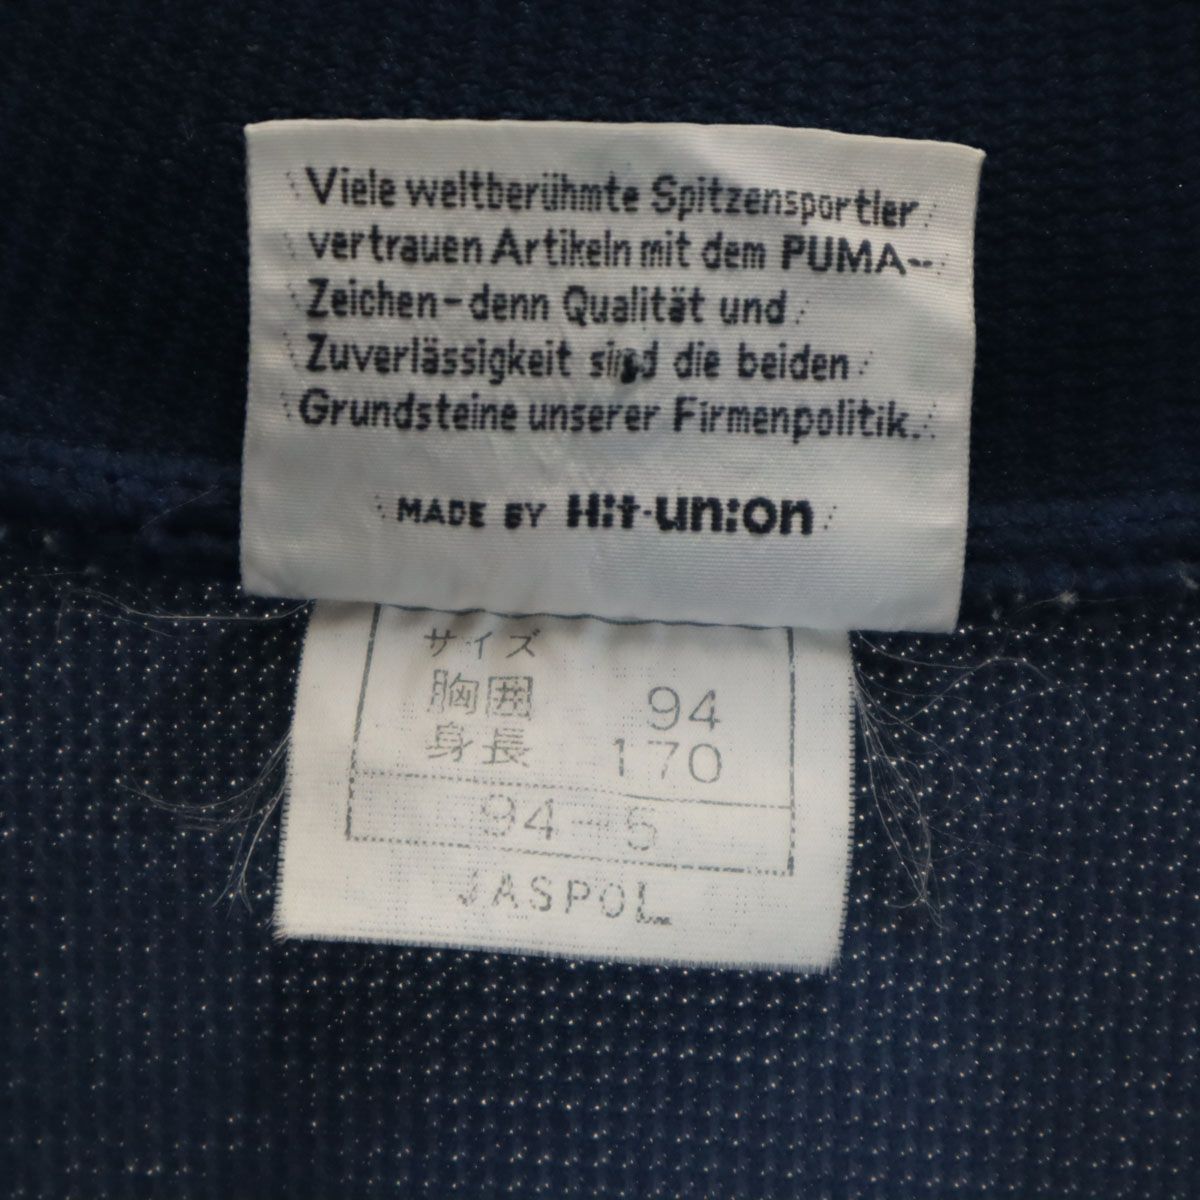 Viele weltberühmte Spitzensportler
vertrauen Artikeln mit dem PUMA-
Zeichen-denn Qualität und
Zuverlässigkeit sind die beiden
Grundsteine unserer Firmenpolitik.
MADE BY Hit-union
サイズ
胸囲 94
身長 170
94-5
JASPOL